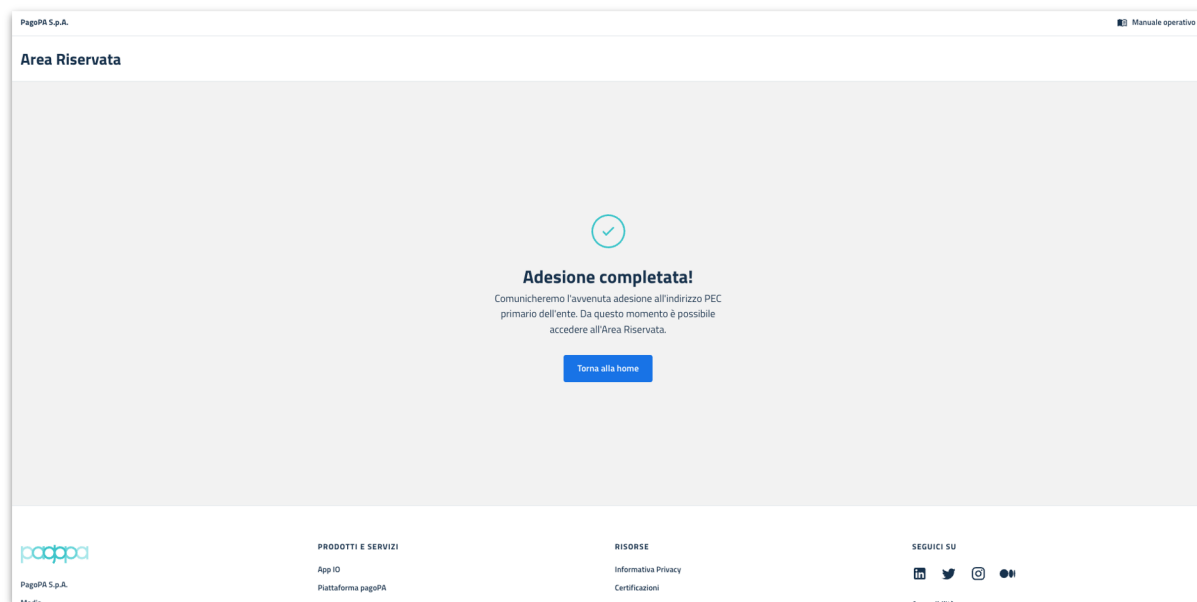 PagoPA S.p.A.
Manuale operativo
Area Riservata
Adesione completata!
Comunicheremo l'avvenuta adesione all'indirizzo PEC
primario dell'ente. Da questo momento è possibile
accedere all'Area Riservata.
Torna alla home
pagopa
PRODOTTI E SERVIZI
RISORSE
SEGUICI SU
App IO
Informativa Privacy
PagoPA S.p.A.
Piattaforma pagoPA
Certificazioni